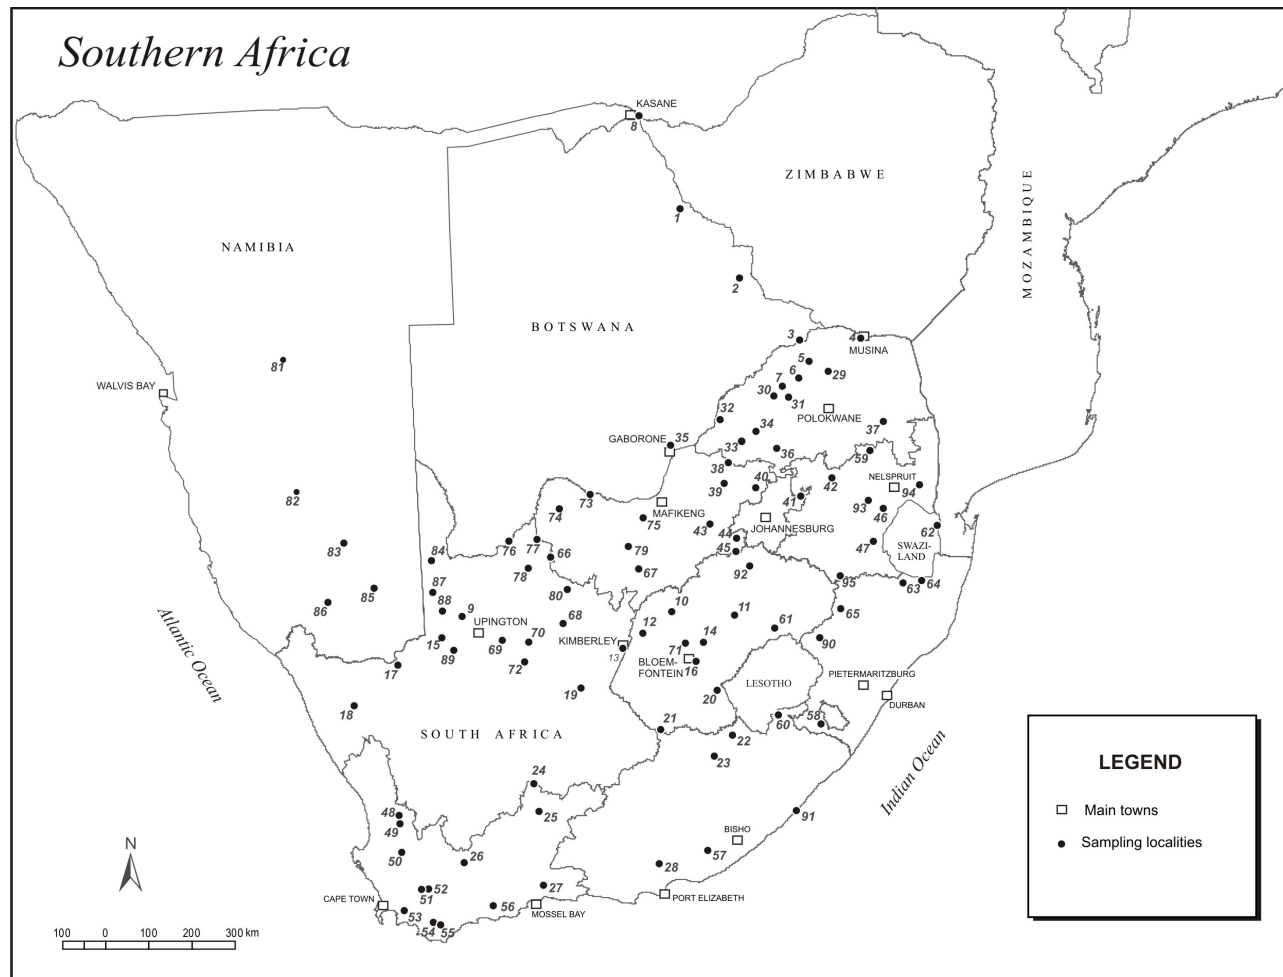 Southern Africa
KASANE
8
ZIMBABWE
MOZAMBIQUE
1
NAMIBIA
2
BOTSWANA
3
4
MUSINA
81
5
6
29
7
30
31
WALVIS BAY
POLOKWANE
32
34
37
GABORONE
35
33
36
59
38
NELSPRUIT
82
73
39
40
42
94
41
74
MAFIKENG
93
46
75
43
JOHANNESBURG
62
83
84
76
77
66
79
44
45
47
SWAZI-
LAND
78
67
92
95
63
64
85
87
80
86
88
9
10
11
65
68
12
61
UPINGTON
15
70
KIMBERLEY
14
90
69
13
71
89
BLOEM-
FONTEIN
16
17
72
LESOTHO
PIETERMARITZBURG
Atlantic Ocean
19
20
DURBAN
18
60
58
21
SOUTH AFRICA
22
23
LEGEND
Indian Ocean
24
Main towns
48
25
91
49
Sampling localities
BISHO
N
50
26
57
28
52
27
51
CAPE TOWN
PORT ELIZABETH
53
56
MOSSEL BAY
54
55
100 0 100 200 300 km